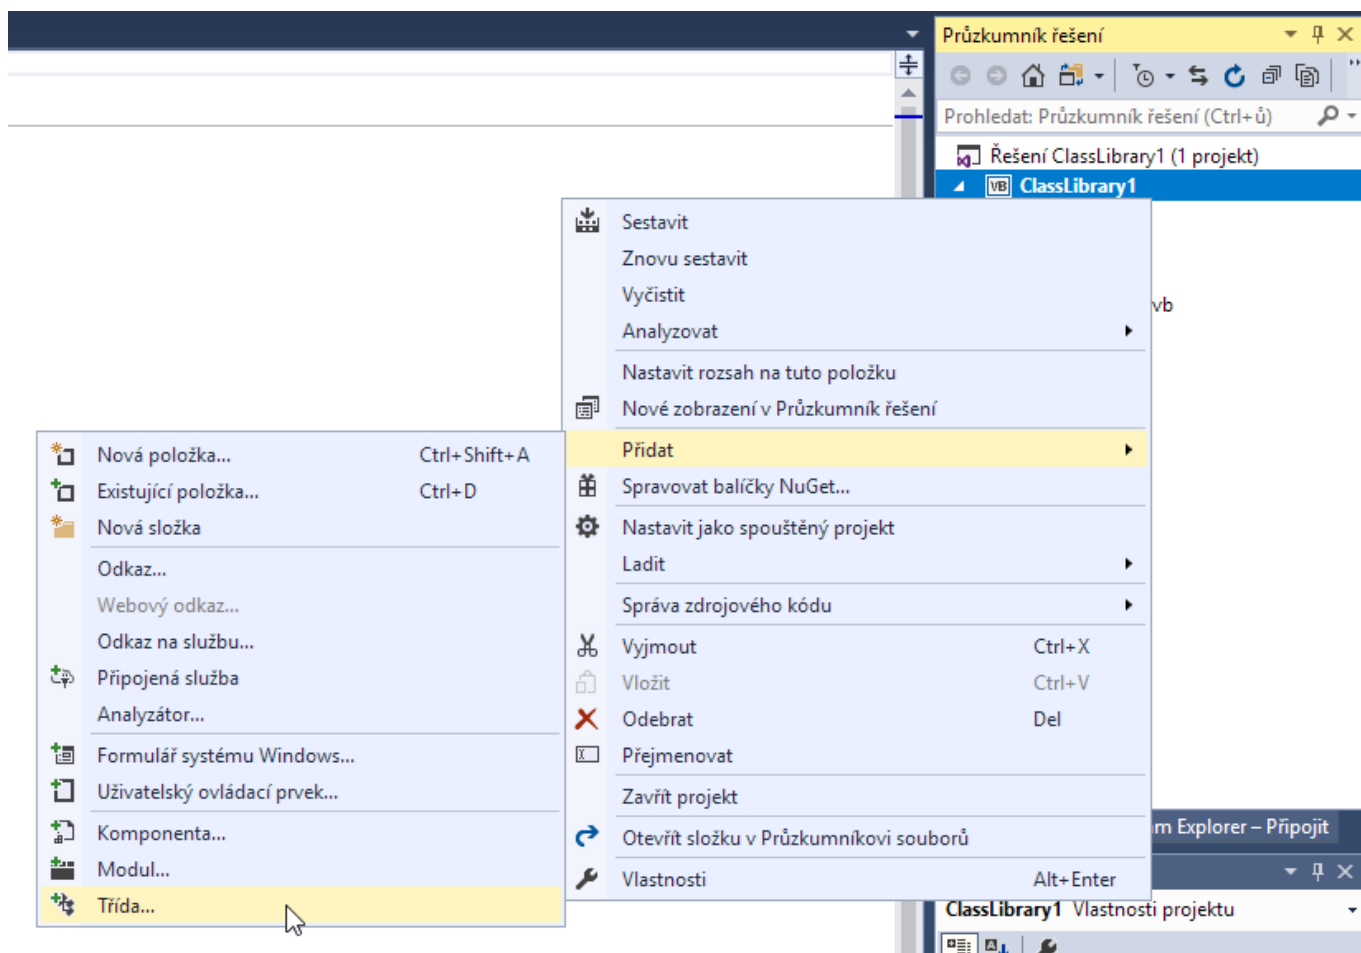 Průzkumník řešení
Prohledat: Průzkumník řešení (Ctrl+ů)
Řešení ClassLibrary1 (1 projekt)
VB ClassLibrary1
vb
Sestavit
Znovu sestavit
Vyčistit
Analyzovat
Nastavit rozsah na tuto položku
Nové zobrazení v Průzkumník řešení
Přidat
Spravovat balíčky NuGet...
Nastavit jako spouštěný projekt
Ladit
Správa zdrojového kódu
Vyjmout Ctrl+X
Vložit Ctrl+V
Odebrat Del
Přejmenovat
Zavřít projekt
Otevřít složku v Průzkumníkovi souborů
Vlastnosti Alt+Enter
Nová položka... Ctrl+Shift+A
Existující položka... Ctrl+D
Nová složka
Odkaz...
Webový odkaz...
Odkaz na službu...
Připojená služba
Analyzátor...
Formulář systému Windows...
Uživatelský ovládací prvek...
Komponenta...
Modul...
Třída...
m Explorer – Připojit
ClassLibrary1 Vlastnosti projektu